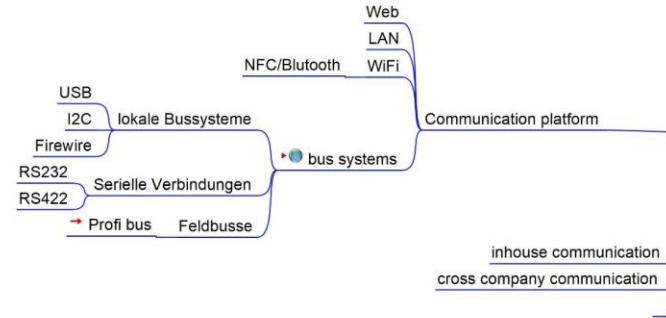 Web
LAN
NFC/Blutooth WiFi
USB
I2C lokale Bussysteme Communication platform
Firewire
bus systems
RS232
Serielle Verbindungen
RS422
Profi bus Feldbusse
inhouse communication
cross company communication